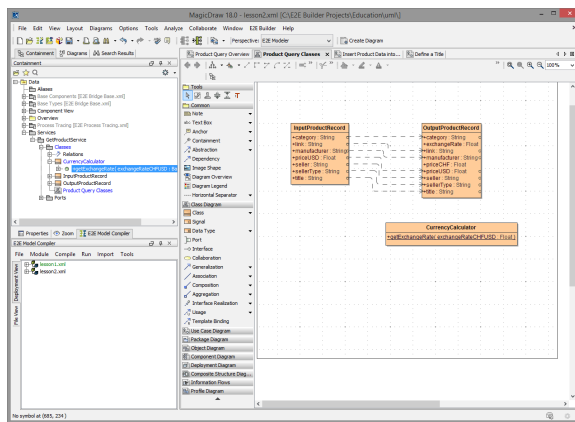 MagicDraw 18.0 - lesson2.xml [C:\E2E Builder Projects\Education\uml\]
File Edit View Layout Diagrams Options Tools Analyze Collaborate Window E2E Builder Help
Perspective: E2E Modeler
Create Diagram
Containment
Diagrams
Search Results
Product Query Overview
Product Query Classes
Insert Product Data into...
Define a Title
Containment
100%
Data
Aliases
Base Components [E2E Bridge Base.xml]
Base Types [E2E Bridge Base.xml]
Component View
Overview
Process Tracing [E2E Process Tracing.xml]
Services
GetProductService
Classes
Relations
CurrencyCalculator
+getExchangeRate( exchangeRateCHFUSD : Ba
InputProductRecord
OutputProductRecord
Product Query Classes
Ports
Properties
Zoom
E2E Model Compiler
E2E Model Compiler
File Module Compile Run Import Tools
Deployment View
File View
lesson1.xml
lesson2.xml
Tools
Common
Note
Text Box
Anchor
Containment
Abstraction
Dependency
Image Shape
Diagram Overview
Diagram Legend
Horizontal Separator
Class Diagram
Class
Signal
Data Type
Port
Interface
Collaboration
Generalization
Association
Composition
Aggregation
Interface Realization
Usage
Template Binding
Use Case Diagram
Package Diagram
Object Diagram
Component Diagram
Deployment Diagram
Composite Structure Diag...
Information Flows
Profile Diagram
InputProductRecord
+category : String
+link : String
+manufacturer : String
+priceUSD : Float
+seller : String
+sellerType : String
+title : String
OutputProductRecord
+category : String
+exchangeRate : Float
+link : String
+manufacturer : String
+priceCHF : Float
+priceUSD : Float
+seller : String
+sellerType : String
+title : String
CurrencyCalculator
+getExchangeRate( exchangeRateCHFUSD : Float )
No symbol at (685, 234)